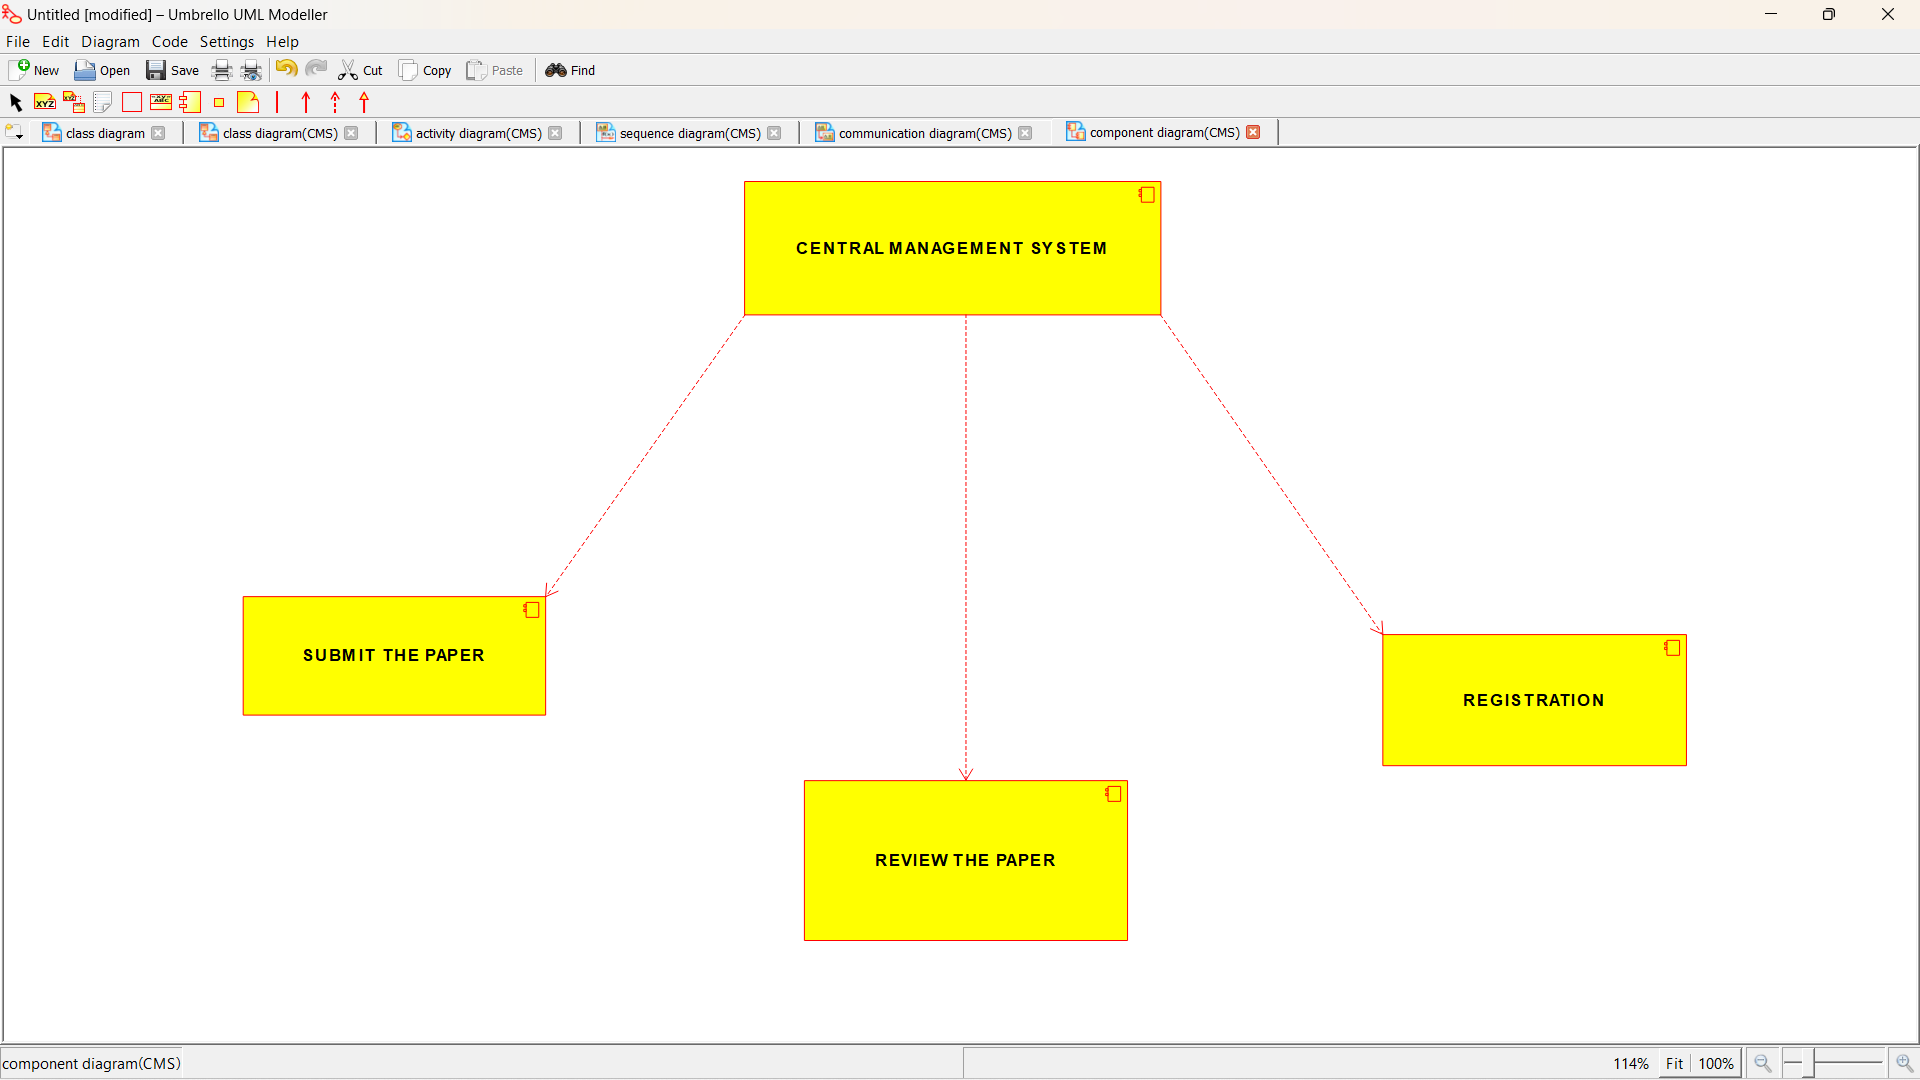 Untitled [modified] – Umbrello UML Modeller
File Edit Diagram Code Settings Help
New Open Save Cut Copy Paste Find
class diagram class diagram(CMS) activity diagram(CMS) sequence diagram(CMS) communication diagram(CMS) component diagram(CMS)
CENTRAL MANAGEMENT SYSTEM
SUBMIT THE PAPER
REGISTRATION
REVIEW THE PAPER
component diagram(CMS) 114% Fit 100%